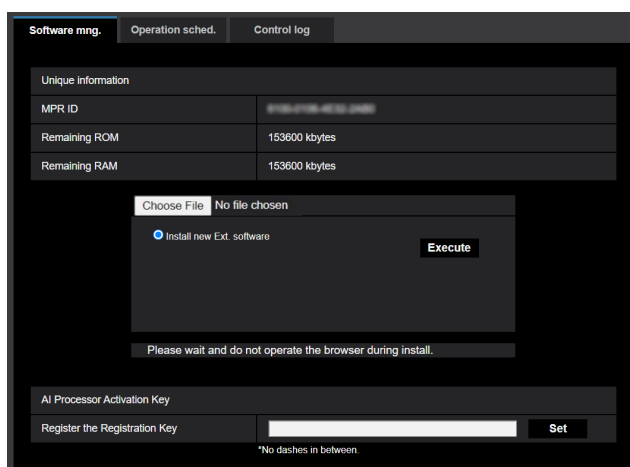 Software mng. Operation sched. Control log
Unique information
MPR ID
Remaining ROM 153600 kbytes
Remaining RAM 153600 kbytes
Choose File No file chosen
Install new Ext. software
Execute
Please wait and do not operate the browser during install.
AI Processor Activation Key
Register the Registration Key Set
*No dashes in between.